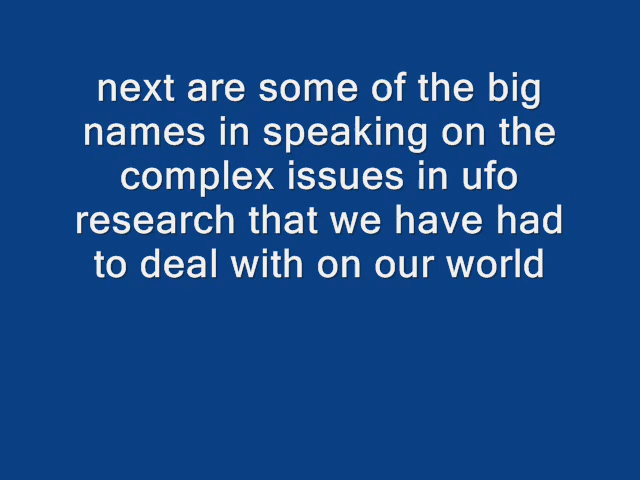 next are some of the big
names in speaking on the
complex issues in ufo
research that we have had
to deal with on our world